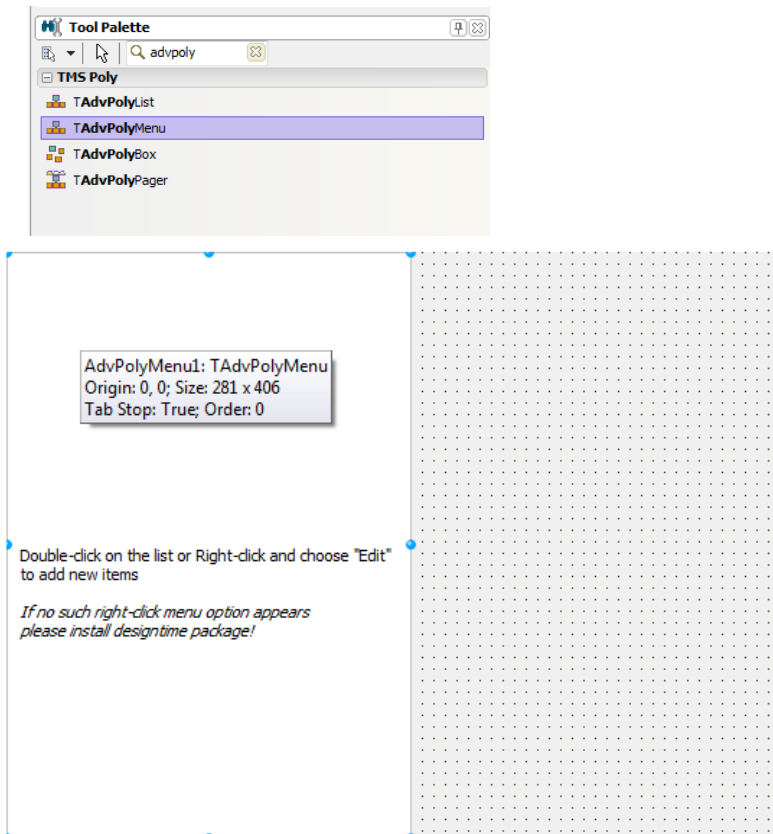 Tool Palette
advpoly
TMS Poly
TAdvPolyList
TAdvPolyMenu
TAdvPolyBox
TAdvPolyPager
AdvPolyMenu1: TAdvPolyMenu
Origin: 0, 0; Size: 281 x 406
Tab Stop: True; Order: 0
Double-click on the list or Right-click and choose "Edit"
to add new items
If no such right-click menu option appears
please install designtime package!